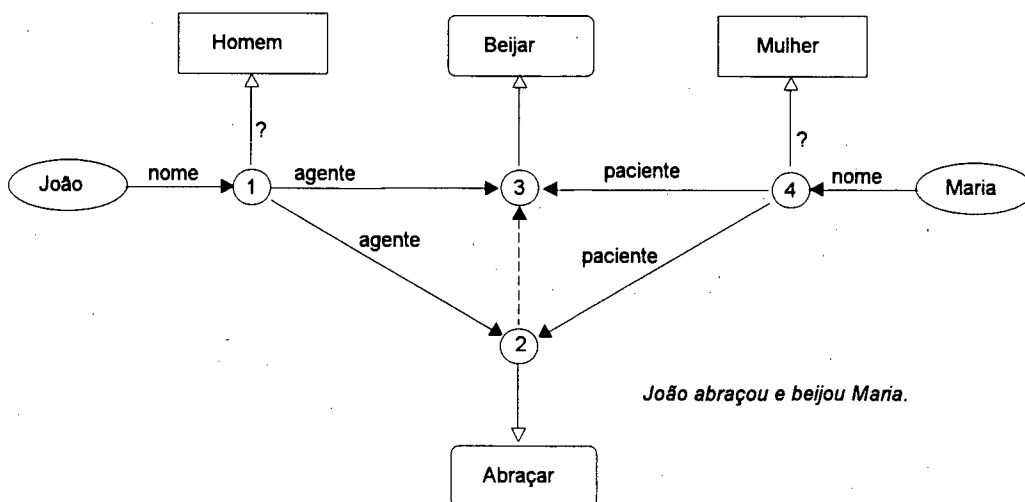 Homem
Beijar
Mulher
?
?
João
nome
1
agente
3
paciente
4
nome
Maria
agente
paciente
2
João abraçou e beijou Maria.
Abraçar